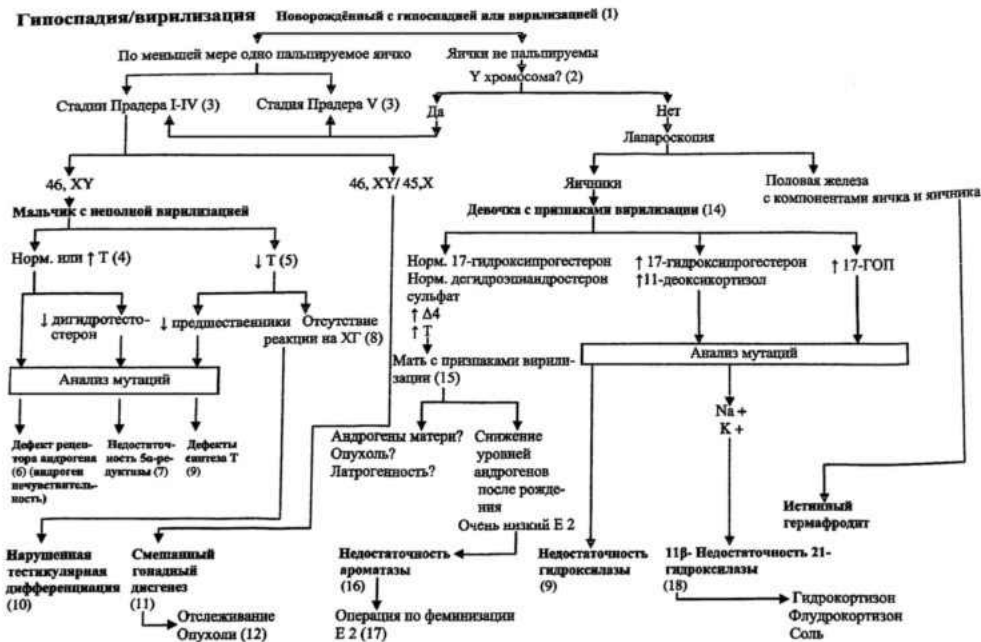 Гипоспадия/вирилизация
Новорождённый с гипоспадией или вирилизацией (1)
По меньшей мере одно пальпируемое яичко
Яички не пальпируемы
Y хромосома? (2)
Стадии Прадера I-IV (3)
Стадия Прадера V (3)
Да
Нет
Лапароскопия
46, XY
46, XY/ 45,X
Яичники
Половая железа
с компонентами яичка и яичника
Мальчик с неполной вирилизацией
Девочка с признаками вирилизации (14)
Норм. или ↑ Т (4)
↓ Т (5)
Норм. 17-гидроксипрогестерон
Норм. дегидроэпиандростерон
сульфат
↑ Δ4
↑ Т
↑ 17-гидроксипрогестерон
↑11-деоксикортизол
↑ 17-ГОП
↓ дигидротесто-
стерон
↓ предшественники
Отсутствие
реакции на ХГ (8)
Анализ мутаций
Анализ мутаций
Мать с признаками вирили-
зации (15)
Na +
K +
Дефект рецеп-
тора андрогена
(6) (андроген
нечувствитель-
ность)
Недостаточ-
ность 5α-ре-
дуктазы (7)
Дефекты
синтеза Т
(9)
Андрогены матери?
Опухоль?
Латрогенность?
Снижение
уровней
андрогенов
после рожде-
ния
Очень низкий Е 2
Истинный
гермафродит
Нарушенная
тестикулярная
дифференциация
(10)
Смешанный
гонадный
дисгенез
(11)
Недостаточность
ароматазы
(16)
Недостаточность
гидроксилазы
(9)
11β- Недостаточность 21-
гидроксилазы
(18)
Отслеживание
Опухоли (12)
Операция по феминизации
Е 2 (17)
Гидрокортизон
Флудрокортизон
Соль